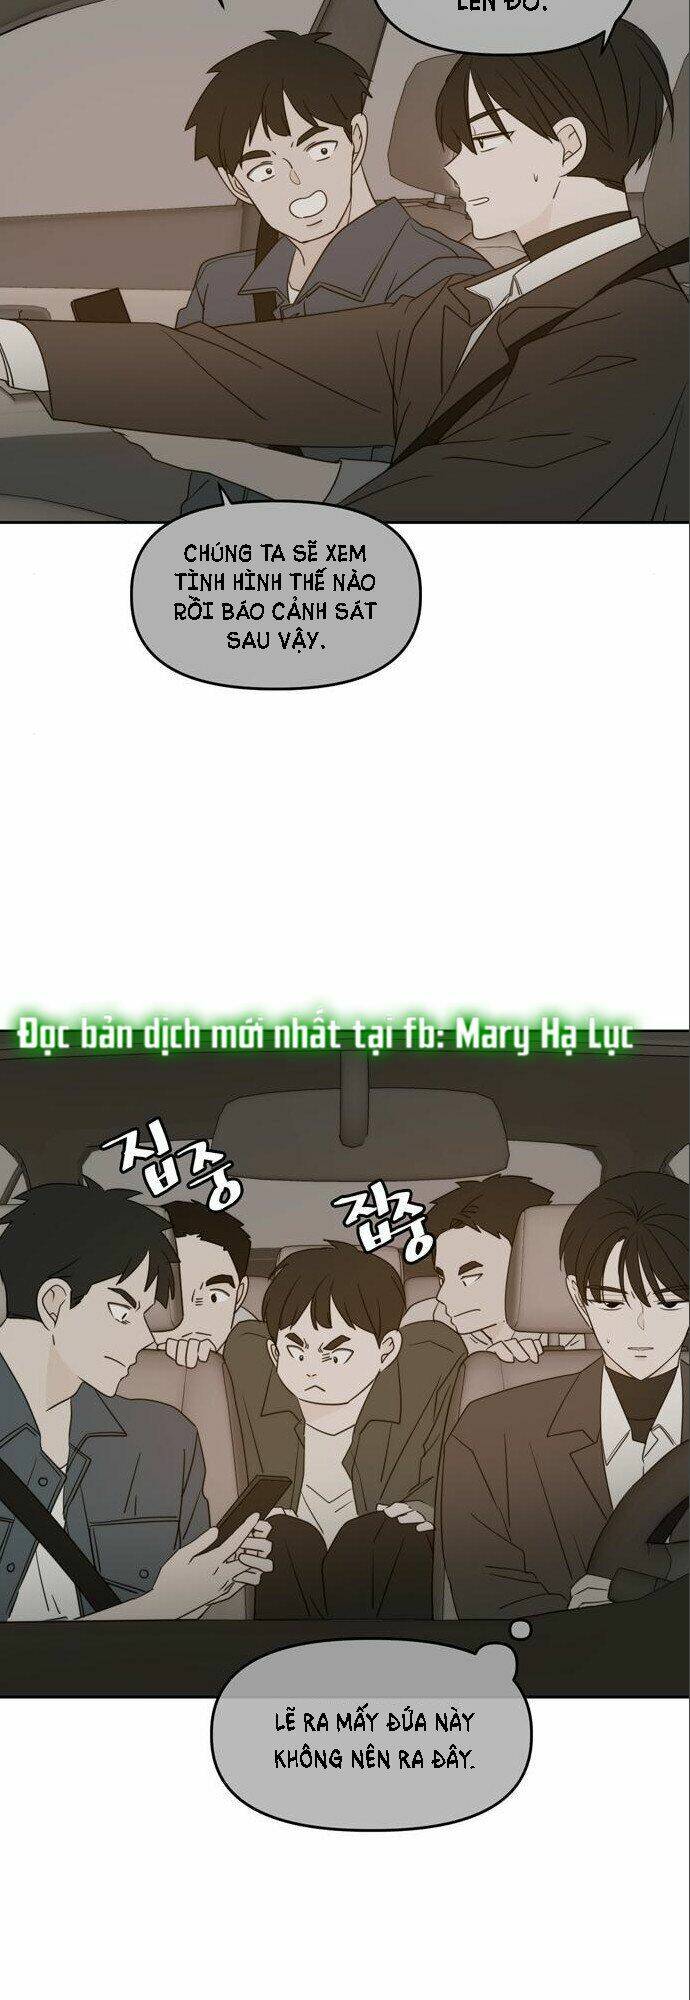 LÊN ĐÓ.
CHÚNG TA SẼ XEM
TÌNH HÌNH THẾ NÀO
RỒI BÁO CẢNH SÁT
SAU VẬY.
Đọc bản dịch mới nhất tại fb: Mary Hạ Lục
집중
집중
LẼ RA MẤY ĐỨA NÀY
KHÔNG NÊN RA ĐÂY.